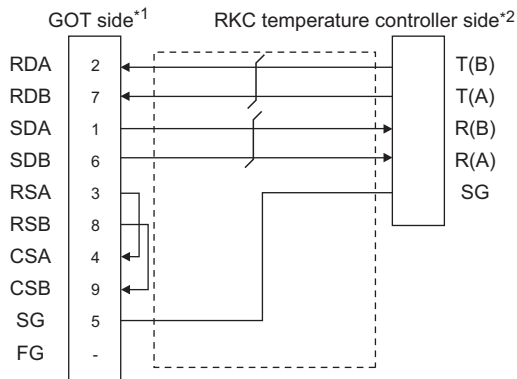 GOT side*1 RKC temperature controller side*2
RDA 2 T(B)
RDB 7 T(A)
SDA 1 R(B)
SDB 6 R(A)
RSA 3 SG
RSB 8
CSA 4
CSB 9
SG 5
FG -